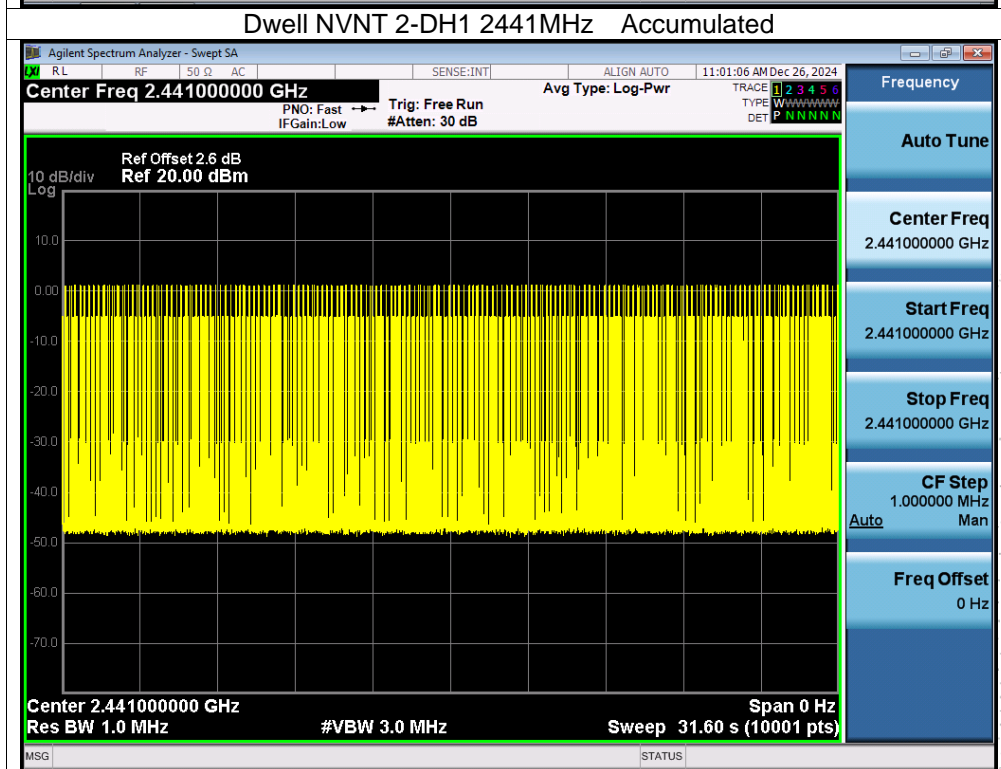 Dwell NVNT 2-DH1 2441MHz Accumulated
Agilent Spectrum Analyzer - Swept SA
LXI RL RF 50 Ω AC SENSE:INT ALIGN AUTO 11:01:06 AM Dec 26, 2024
Center Freq 2.441000000 GHz
PNO: Fast
IFGain:Low
Trig: Free Run
#Atten: 30 dB
Avg Type: Log-Pwr
TRACE 1 2 3 4 5 6
TYPE WWWWWW
DET P N N N N N
Frequency
Ref Offset 2.6 dB
10 dB/div Ref 20.00 dBm
Log
10.0
0.00
-10.0
-20.0
-30.0
-40.0
-50.0
-60.0
-70.0
Center 2.441000000 GHz Span 0 Hz
Res BW 1.0 MHz #VBW 3.0 MHz Sweep 31.60 s (10001 pts)
Auto Tune
Center Freq
2.441000000 GHz
Start Freq
2.441000000 GHz
Stop Freq
2.441000000 GHz
CF Step
1.000000 MHz
Auto Man
Freq Offset
0 Hz
MSG STATUS